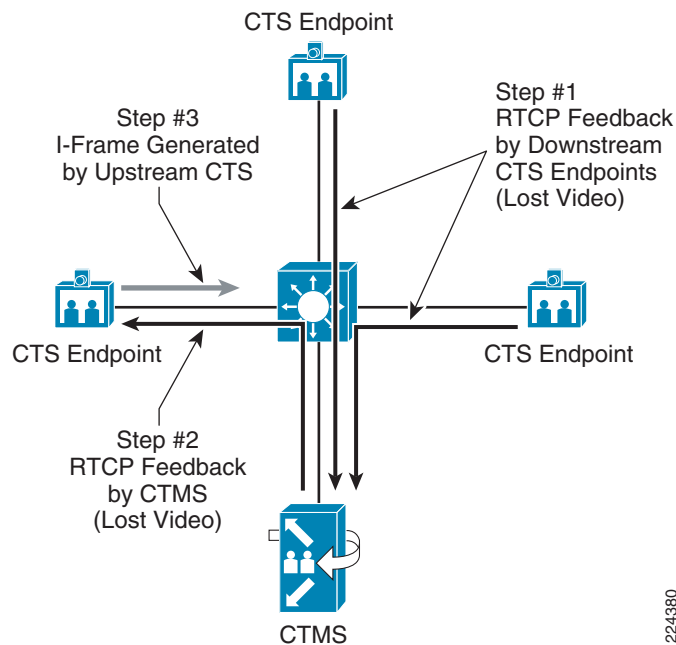 CTS Endpoint
Step #3
I-Frame Generated
by Upstream CTS
Step #1
RTCP Feedback
by Downstream
CTS Endpoints
(Lost Video)
CTS Endpoint
CTS Endpoint
Step #2
RTCP Feedback
by CTMS
(Lost Video)
CTMS
224380